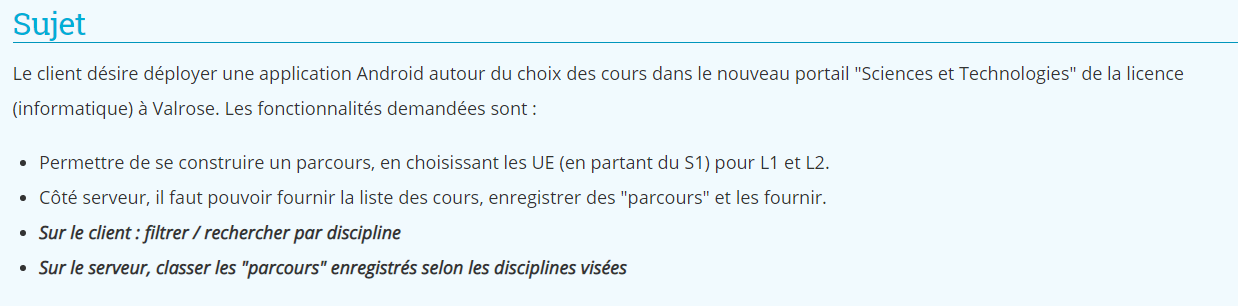 Sujet
Le client désire déployer une application Android autour du choix des cours dans le nouveau portail "Sciences et Technologies" de la licence
(informatique) à Valrose. Les fonctionnalités demandées sont :
• Permettre de se construire un parcours, en choisissant les UE (en partant du S1) pour L1 et L2.
• Côté serveur, il faut pouvoir fournir la liste des cours, enregistrer des "parcours" et les fournir.
• Sur le client : filtrer / rechercher par discipline
• Sur le serveur, classer les "parcours" enregistrés selon les disciplines visées